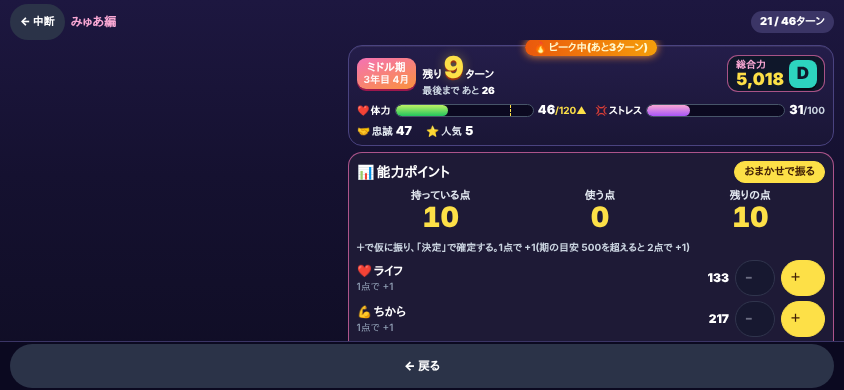 ← 中断 みゅあ編
21 / 46ターン
🔥 ピーク中(あと3ターン)
ミドル期
3年目 4月
残り 9 ターン
最後まで あと 26
総合力
5,018 D
❤️体力 46/120▲ 💢ストレス 31/100
🤝忠誠 47 ⭐人気 5
📊 能力ポイント
おまかせで振る
持っている点 使う点 残りの点
10 0 10
＋で仮に振り、「決定」で確定する。1点で +1(期の目安 500を超えると 2点で +1)
❤️ ライフ
1点で +1
133 − ＋
💪 ちから
1点で +1
217 − ＋
← 戻る